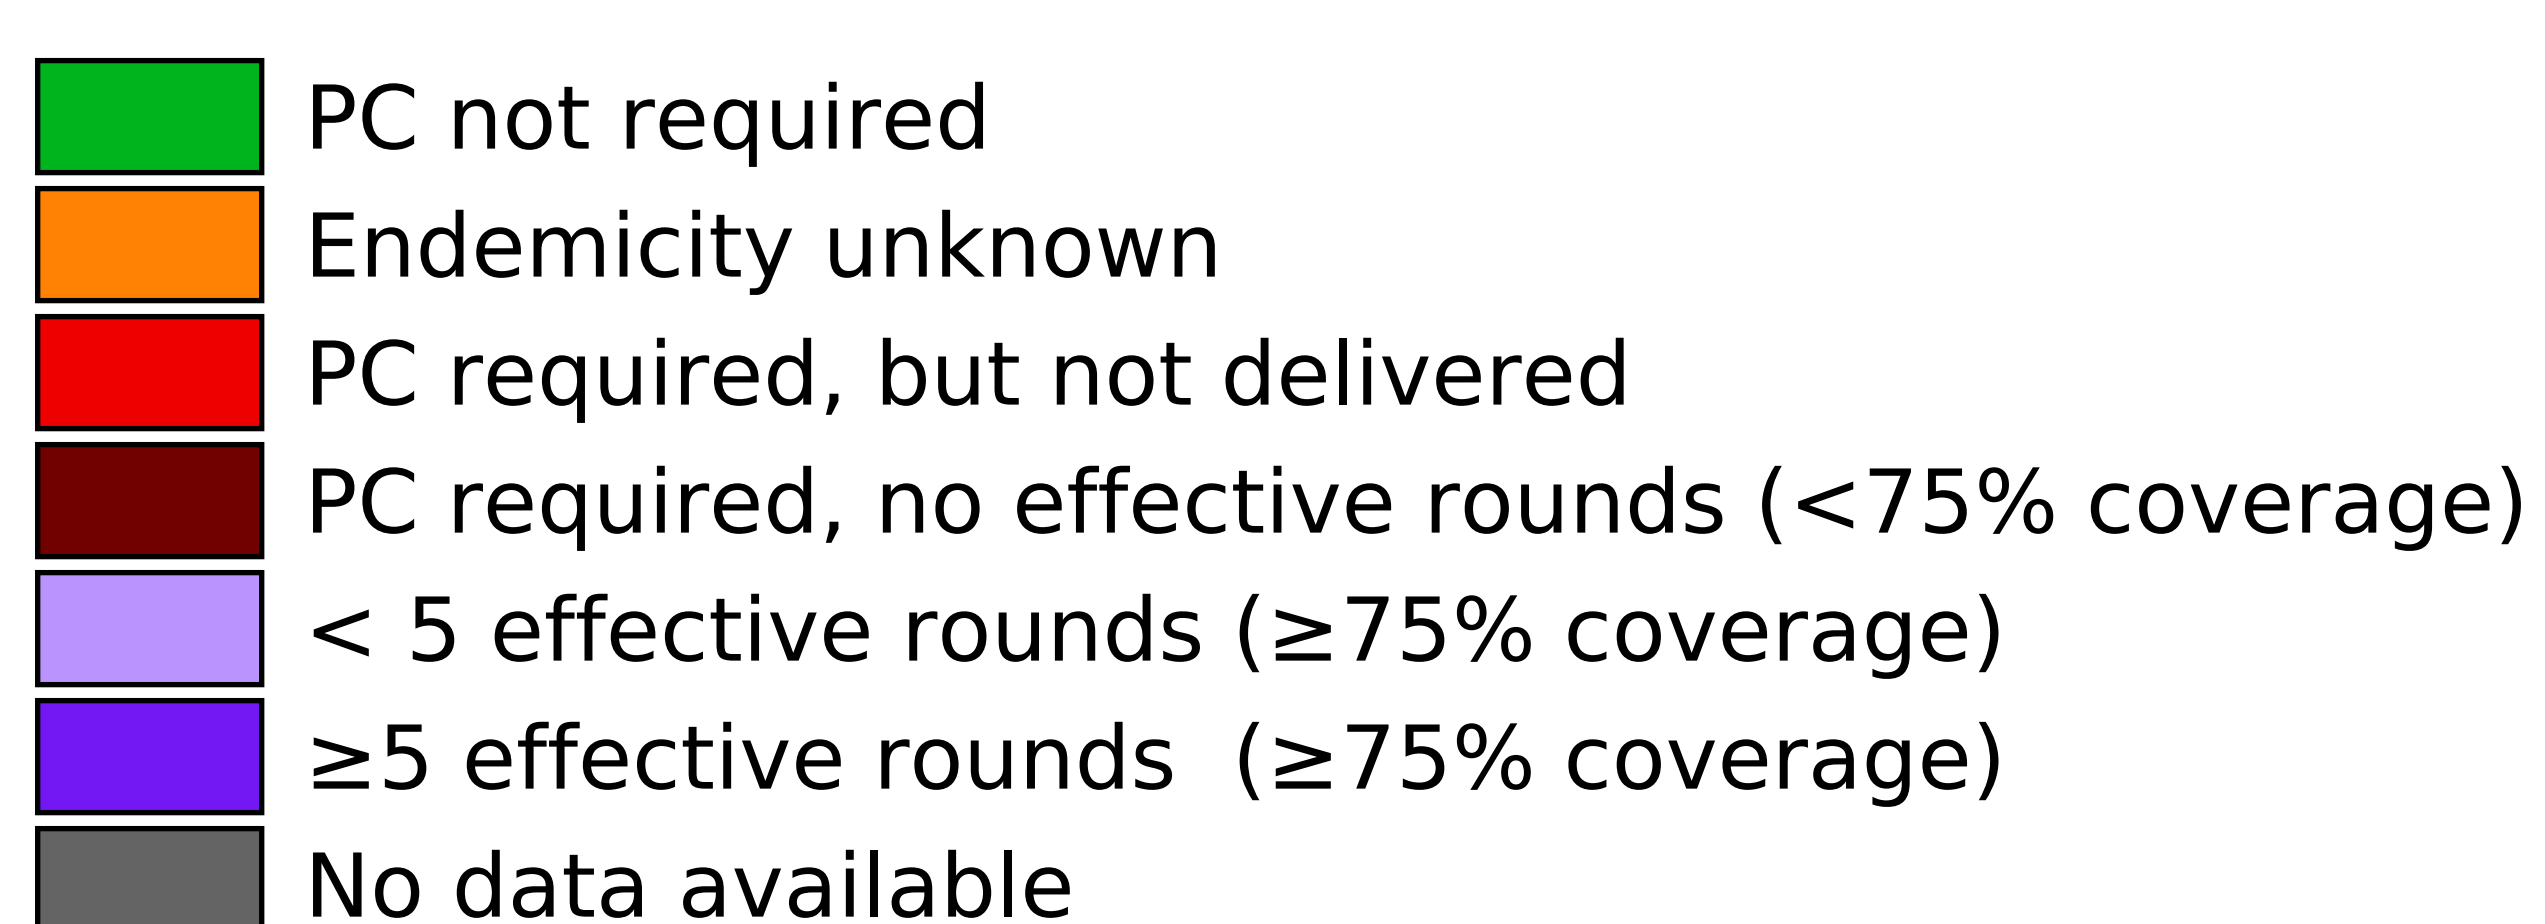 PC not required
Endemicity unknown
PC required, but not delivered
PC required, no effective rounds (<75% coverage)
< 5 effective rounds (≥75% coverage)
≥5 effective rounds  (≥75% coverage)
No data available